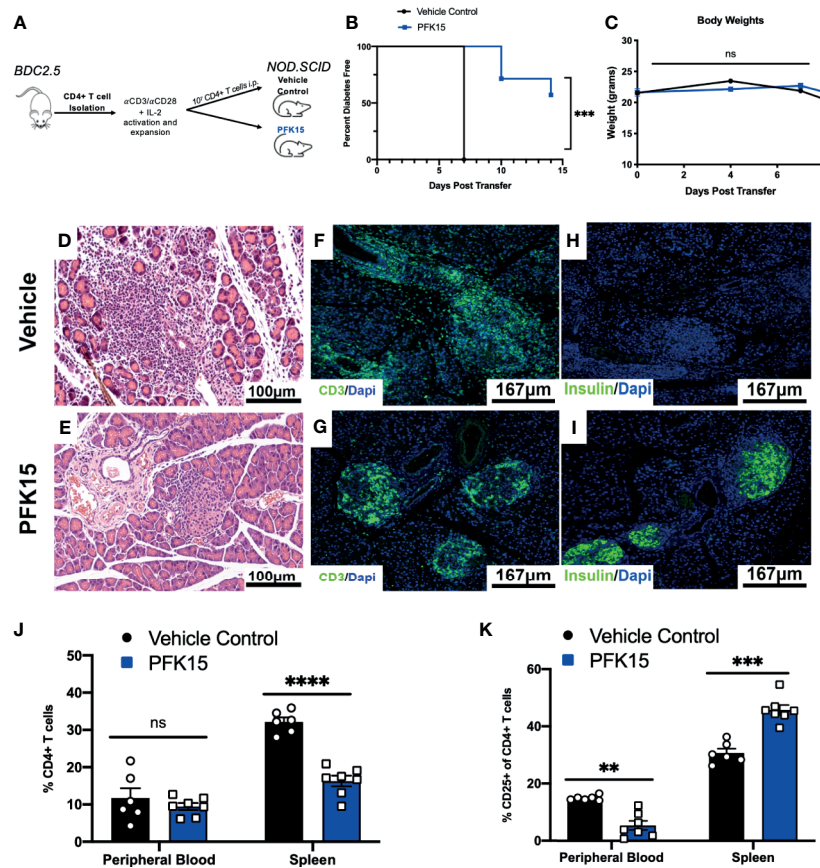 A
BDC2.5
CD4+ T cell
Isolation
αCD3/αCD28
+ IL-2
activation and
expansion
10⁷ CD4+ T cells i.p.
NOD.SCID
Vehicle
Control
PFK15
B
Vehicle Control
PFK15
Percent Diabetes Free
100
75
50
25
0
0
5
10
15
Days Post Transfer
***
C
Body Weights
ns
Weight (grams)
30
25
20
15
10
0
2
4
6
Days Post Transfer
Vehicle
D
100µm
F
CD3/Dapi
167µm
H
Insulin/Dapi
167µm
PFK15
E
100µm
G
CD3/Dapi
167µm
I
Insulin/Dapi
167µm
J
Vehicle Control
PFK15
% CD4+ T cells
50
40
30
20
10
0
ns
****
Peripheral Blood
Spleen
K
Vehicle Control
PFK15
% CD25+ of CD4+ T cells
60
40
20
0
**
***
Peripheral Blood
Spleen